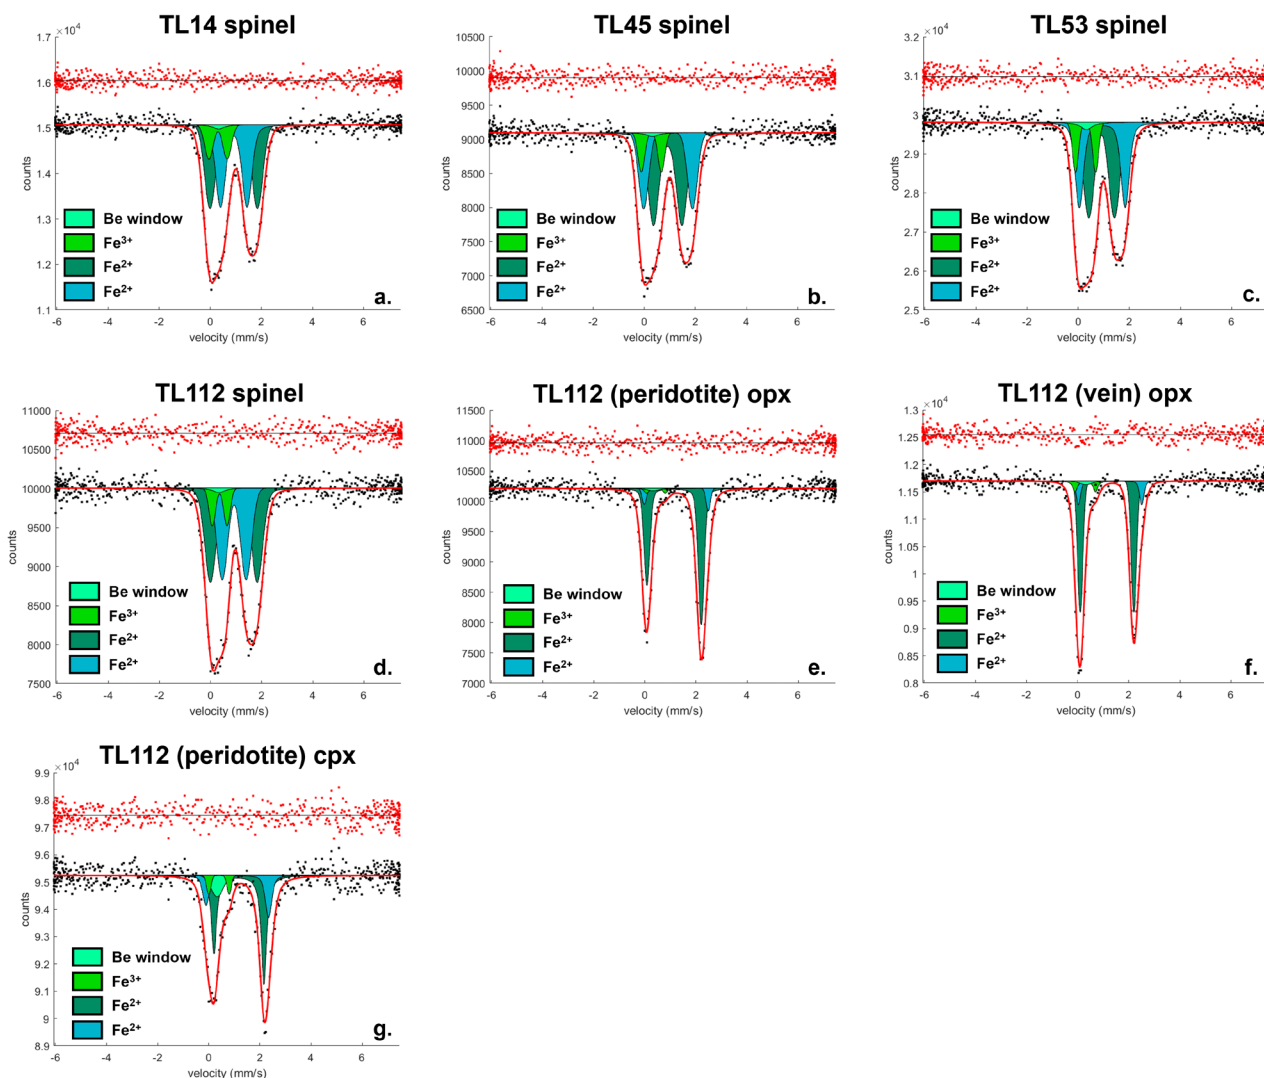 TL14 spinel
×10⁴
1.7
1.6
1.5
1.4
1.3
1.2
1.1
counts
Be window
Fe³⁺
Fe²⁺
Fe²⁺
a.
-6 -4 -2 0 2 4 6
velocity (mm/s)
TL45 spinel
10500
10000
9500
9000
8500
8000
7500
7000
6500
counts
Be window
Fe³⁺
Fe²⁺
Fe²⁺
b.
-6 -4 -2 0 2 4 6
velocity (mm/s)
TL53 spinel
×10⁴
3.2
3.1
3
2.9
2.8
2.7
2.6
2.5
counts
Be window
Fe³⁺
Fe²⁺
Fe²⁺
c.
-6 -4 -2 0 2 4 6
velocity (mm/s)
TL112 spinel
11000
10500
10000
9500
9000
8500
8000
7500
counts
Be window
Fe³⁺
Fe²⁺
Fe²⁺
d.
-6 -4 -2 0 2 4 6
velocity (mm/s)
TL112 (peridotite) opx
11500
11000
10500
10000
9500
9000
8500
8000
7500
7000
counts
Be window
Fe³⁺
Fe²⁺
Fe²⁺
e.
-6 -4 -2 0 2 4 6
velocity (mm/s)
TL112 (vein) opx
×10⁴
1.3
1.25
1.2
1.15
1.1
1.05
1
0.95
0.9
0.85
0.8
counts
Be window
Fe³⁺
Fe²⁺
Fe²⁺
f.
-6 -4 -2 0 2 4 6
velocity (mm/s)
TL112 (peridotite) cpx
×10⁴
9.9
9.8
9.7
9.6
9.5
9.4
9.3
9.2
9.1
9
8.9
counts
Be window
Fe³⁺
Fe²⁺
Fe²⁺
g.
-6 -4 -2 0 2 4 6
velocity (mm/s)